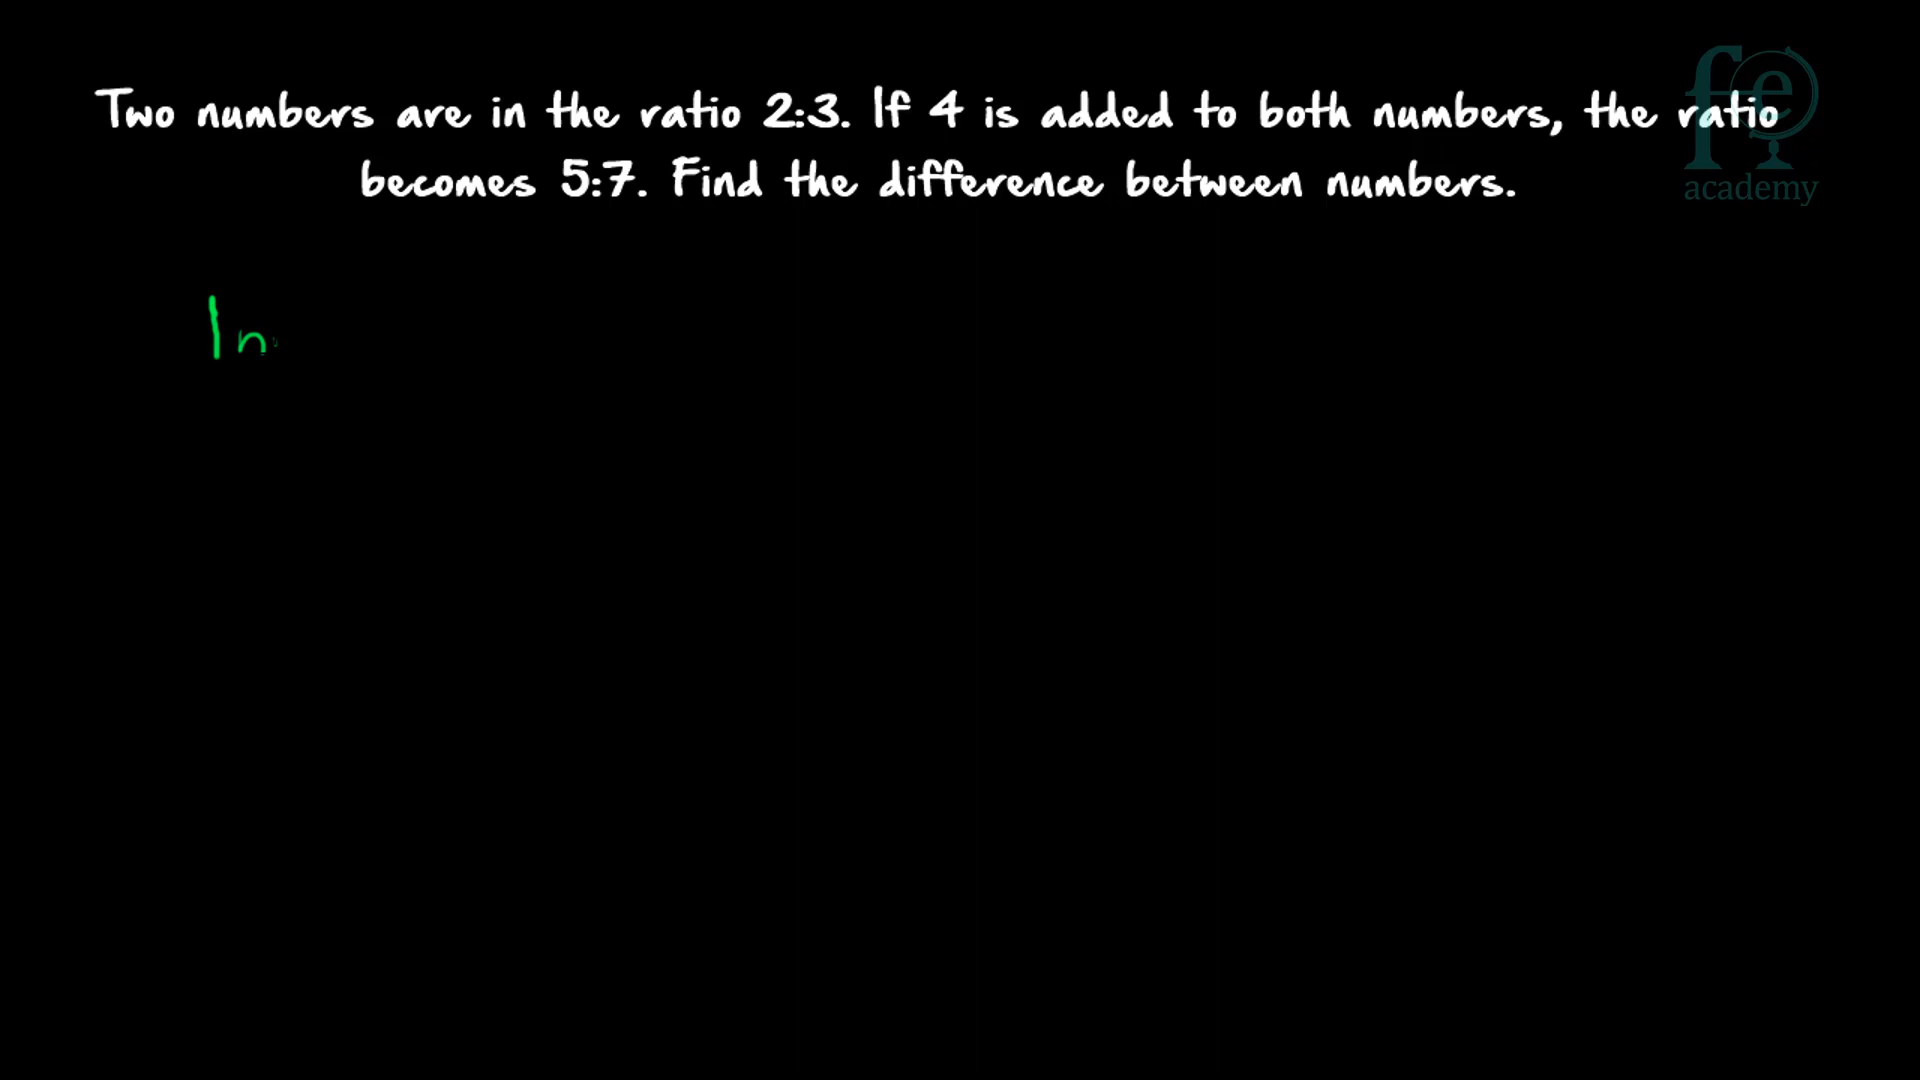 Two numbers are in the ratio 2:3. If 4 is added to both numbers, the ratio
becomes 5:7. Find the difference between numbers.
fe
academy
In